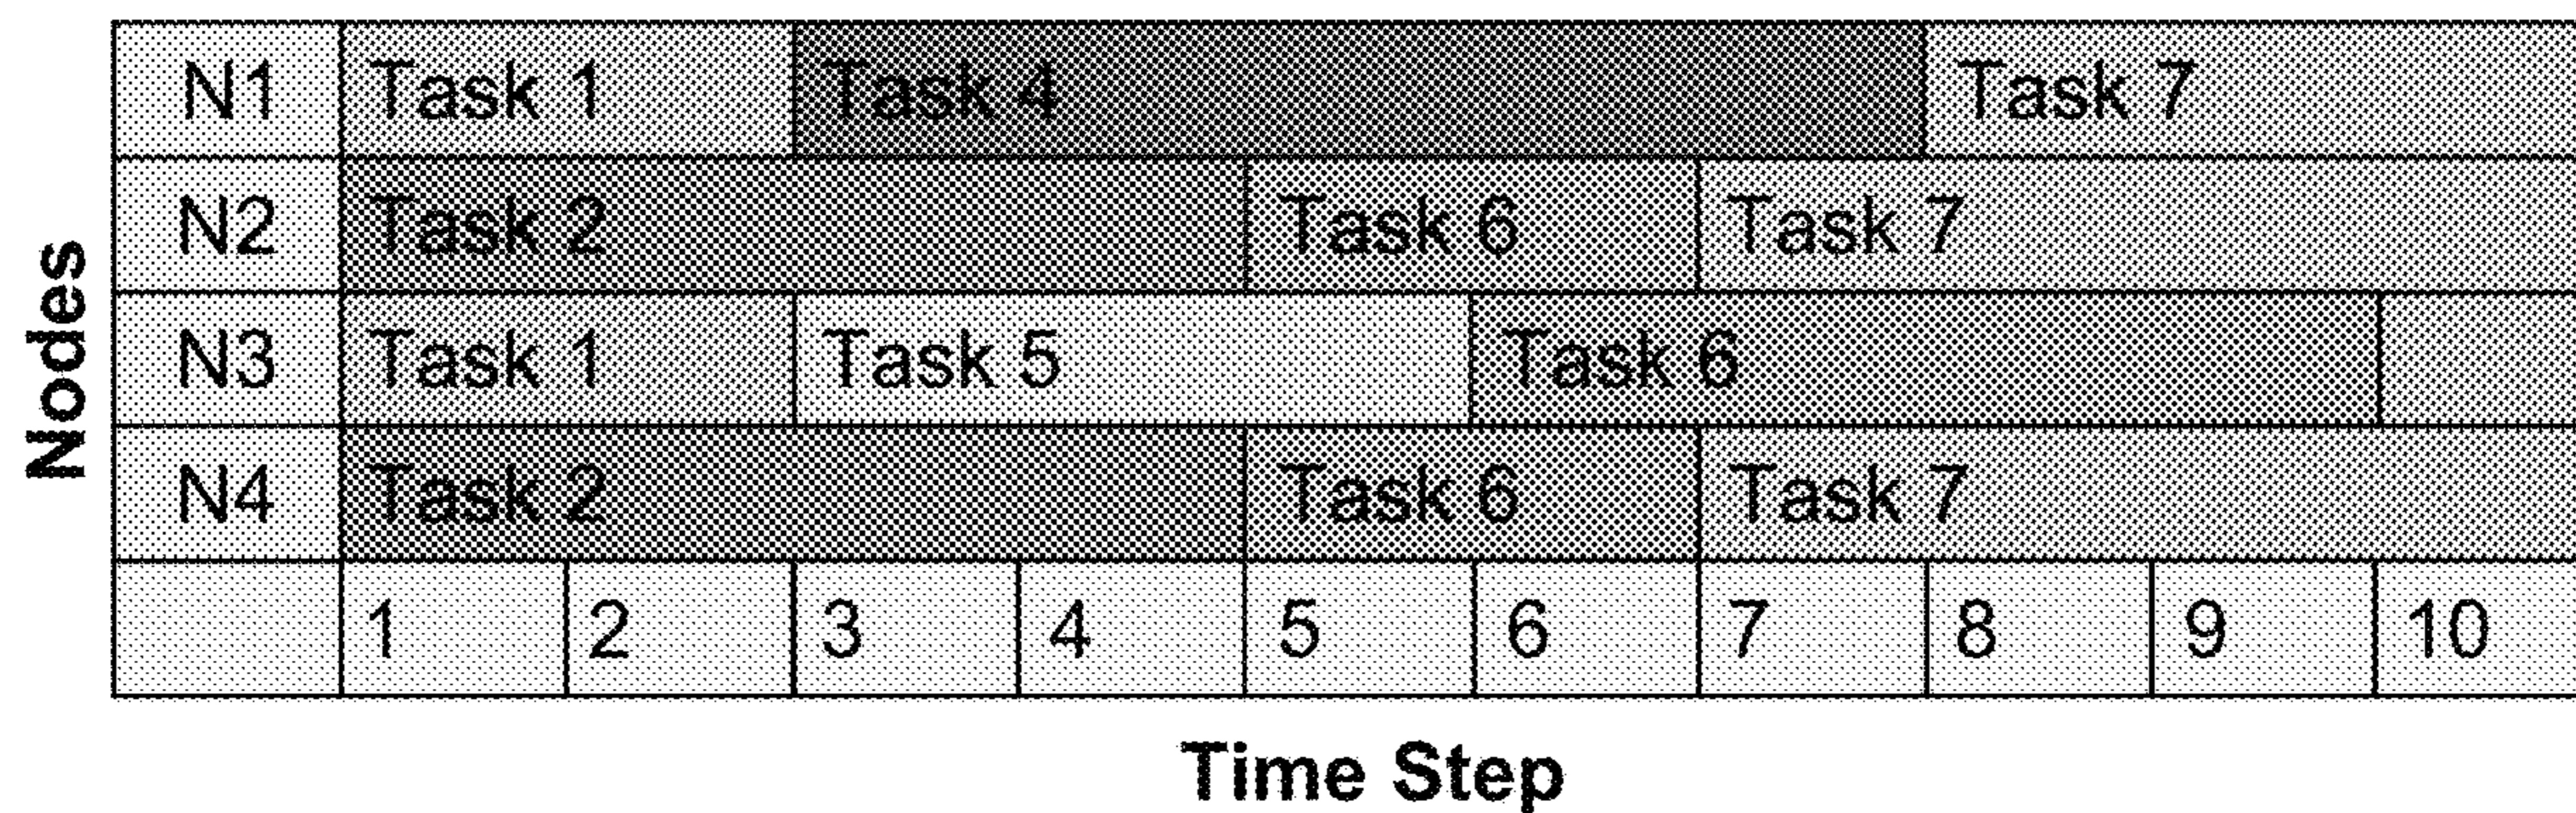 N1 Task 1 Task 4 Task 7
N2 Task 2 Task 6 Task 7
N3 Task 1 Task 5 Task 6
N4 Task 2 Task 6 Task 7
1 2 3 4 5 6 7 8 9 10
Nodes
Time Step